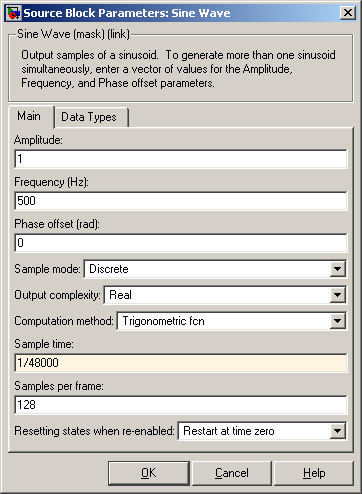 Source Block Parameters: Sine Wave
Sine Wave (mask) (link)
Output samples of a sinusoid. To generate more than one sinusoid
simultaneously, enter a vector of values for the Amplitude,
Frequency, and Phase offset parameters.
Main Data Types
Amplitude:
1
Frequency (Hz):
500
Phase offset (rad):
0
Sample mode: Discrete
Output complexity: Real
Computation method: Trigonometric fcn
Sample time:
1/48000
Samples per frame:
128
Resetting states when re-enabled: Restart at time zero
OK Cancel Help